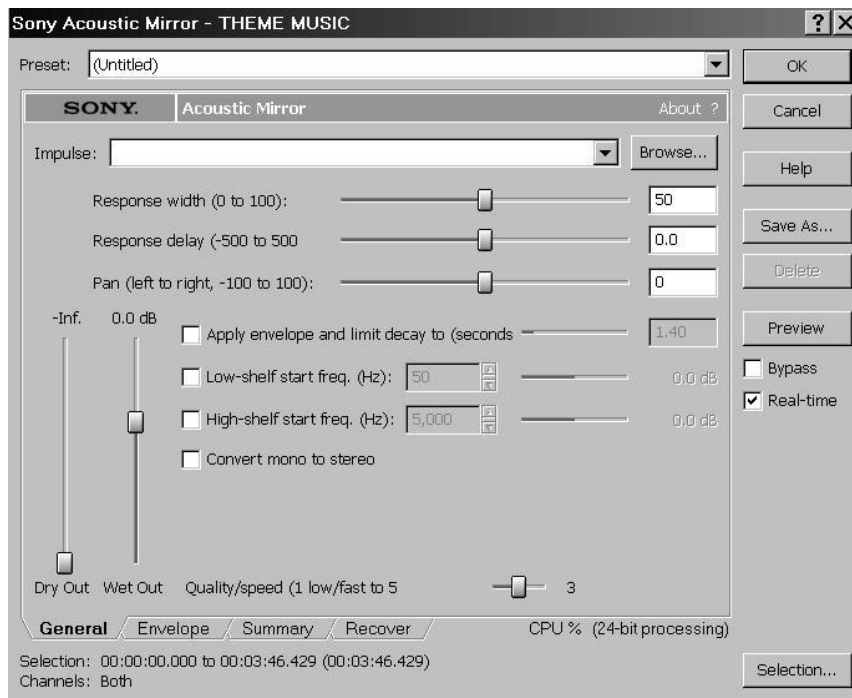 Sony Acoustic Mirror - THEME MUSIC
Preset: (Untitled)
OK
SONY. Acoustic Mirror About ?
Cancel
Impulse: Browse...
Help
Response width (0 to 100): 50
Response delay (-500 to 500 0.0
Save As...
Pan (left to right, -100 to 100): 0
Delete
-Inf. 0.0 dB
Apply envelope and limit decay to (seconds 1.40
Preview
Low-shelf start freq. (Hz): 50 0.0 dB
Bypass
High-shelf start freq. (Hz): 5,000 0.0 dB
Real-time
Convert mono to stereo
Dry Out Wet Out Quality/speed (1 low/fast to 5 3
General Envelope Summary Recover CPU % (24-bit processing)
Selection: 00:00:00.000 to 00:03:46.429 (00:03:46.429)
Channels: Both
Selection...